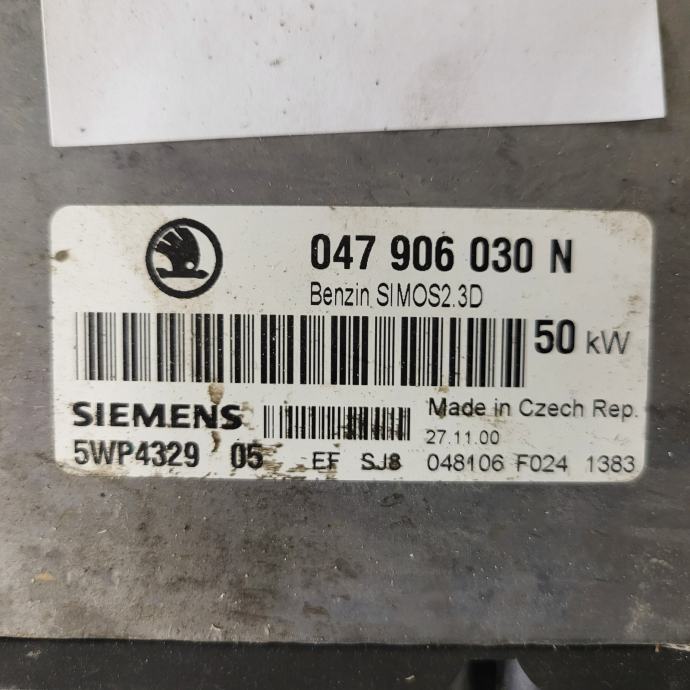 047 906 030 N
Benzin SIMOS2.3D
50 kW
SIEMENS
Made in Czech Rep.
27.11.00
5WP4329 05 EF SJ8 048106 F024 1383